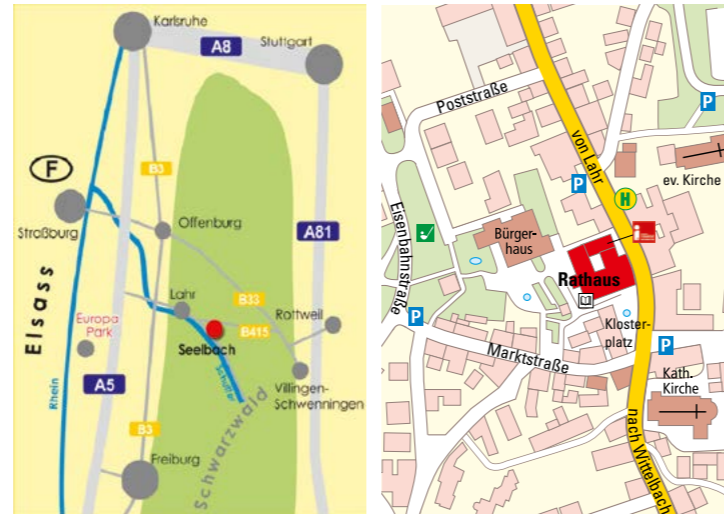 Karlsruhe
A8
Stuttgart
B3
F
Straßburg
Offenburg
A81
Elsass
Europa
Park
Lahr
B33
Rottweil
B415
Seelbach
Rhein
Schutter
A5
Villingen-
Schwenningen
Schwarzwald
B3
Freiburg
Poststraße
P
von Lahr
P
ev. Kirche
P
H
Eisenbahnstraße
Bürger-
haus
i
Rathaus
P
Kloster-
platz
Marktstraße
P
Kath.
Kirche
nach Wittelbach